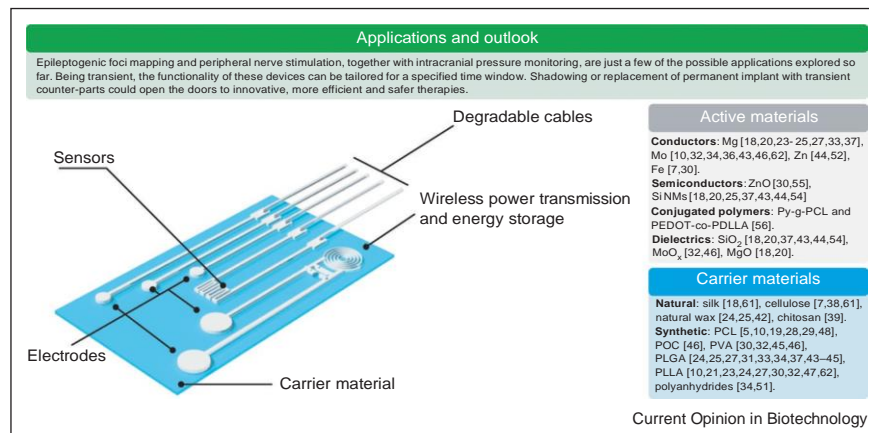 Applications and outlook
Epileptogenic foci mapping and peripheral nerve stimulation, together with intracranial pressure monitoring, are just a few of the possible applications explored so
far. Being transient, the functionality of these devices can be tailored for a specified time window. Shadowing or replacement of permanent implant with transient
counter-parts could open the doors to innovative, more efficient and safer therapies.
Degradable cables
Sensors
Wireless power transmission
and energy storage
Electrodes
Carrier material
Active materials
Conductors: Mg [18,20,23- 25,27,33,37],
Mo [10,32,34,36,43,46,62], Zn [44,52],
Fe [7,30].
Semiconductors: ZnO [30,55],
Si NMs [18,20,25,37,43,44,54]
Conjugated polymers: Py-g-PCL and
PEDOT-co-PDLLA [56].
Dielectrics: SiO₂ [18,20,37,43,44,54],
MoOₓ [32,46], MgO [18,20].
Carrier materials
Natural: silk [18,61], cellulose [7,38,61],
natural wax [24,25,42], chitosan [39].
Synthetic: PCL [5,10,19,28,29,48],
POC [46], PVA [30,32,45,46],
PLGA [24,25,27,31,33,34,37,43–45],
PLLA [10,21,23,24,27,30,32,47,62],
polyanhydrides [34,51].
Current Opinion in Biotechnology